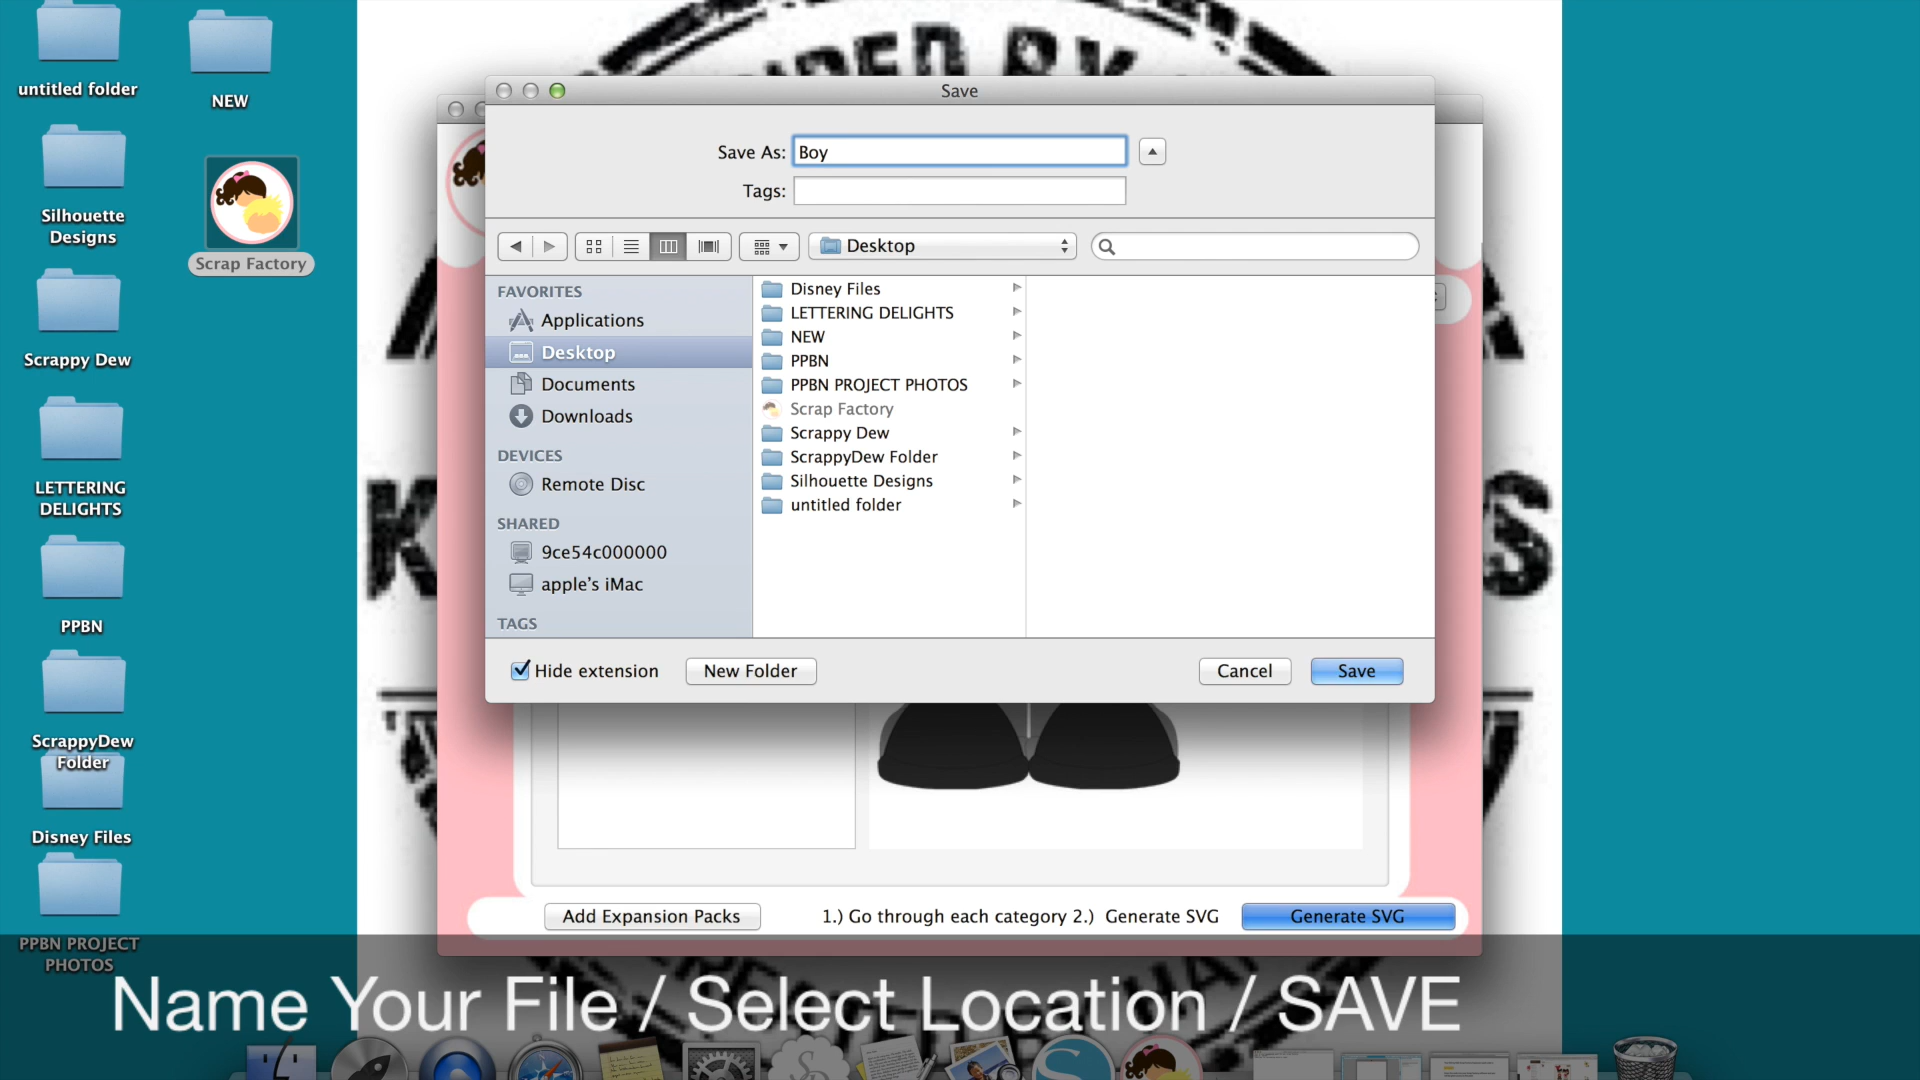 untitled folder
NEW
Silhouette
Designs
Scrap Factory
Scrappy Dew
LETTERING
DELIGHTS
PPBN
ScrappyDew
Folder
Disney Files
PPBN PROJECT
PHOTOS
Save
Save As: Boy
Tags:
Desktop
FAVORITES
Applications
Desktop
Documents
Downloads
DEVICES
Remote Disc
SHARED
9ce54c000000
apple's iMac
TAGS
Disney Files
LETTERING DELIGHTS
NEW
PPBN
PPBN PROJECT PHOTOS
Scrap Factory
Scrappy Dew
ScrappyDew Folder
Silhouette Designs
untitled folder
Hide extension
New Folder
Cancel
Save
Add Expansion Packs
1.) Go through each category 2.) Generate SVG
Generate SVG
Name Your File / Select Location / SAVE